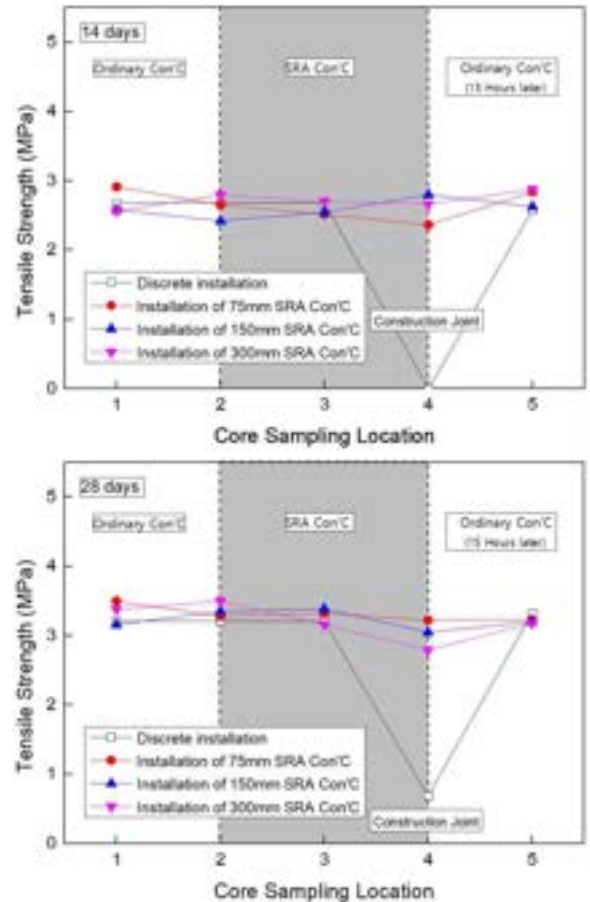 14 days
Ordinary Con'C
SRA Con'C
Ordinary Con'C
(15 Hours later)
5
4
3
2
1
0
Tensile Strength (MPa)
Discrete installation
Installation of 75mm SRA Con'C
Installation of 150mm SRA Con'C
Installation of 300mm SRA Con'C
Construction Joint
1 2 3 4 5
Core Sampling Location
28 days
Ordinary Con'C
SRA Con'C
Ordinary Con'C
(15 Hours later)
5
4
3
2
1
0
Tensile Strength (MPa)
Discrete installation
Installation of 75mm SRA Con'C
Installation of 150mm SRA Con'C
Installation of 300mm SRA Con'C
Construction Joint
1 2 3 4 5
Core Sampling Location